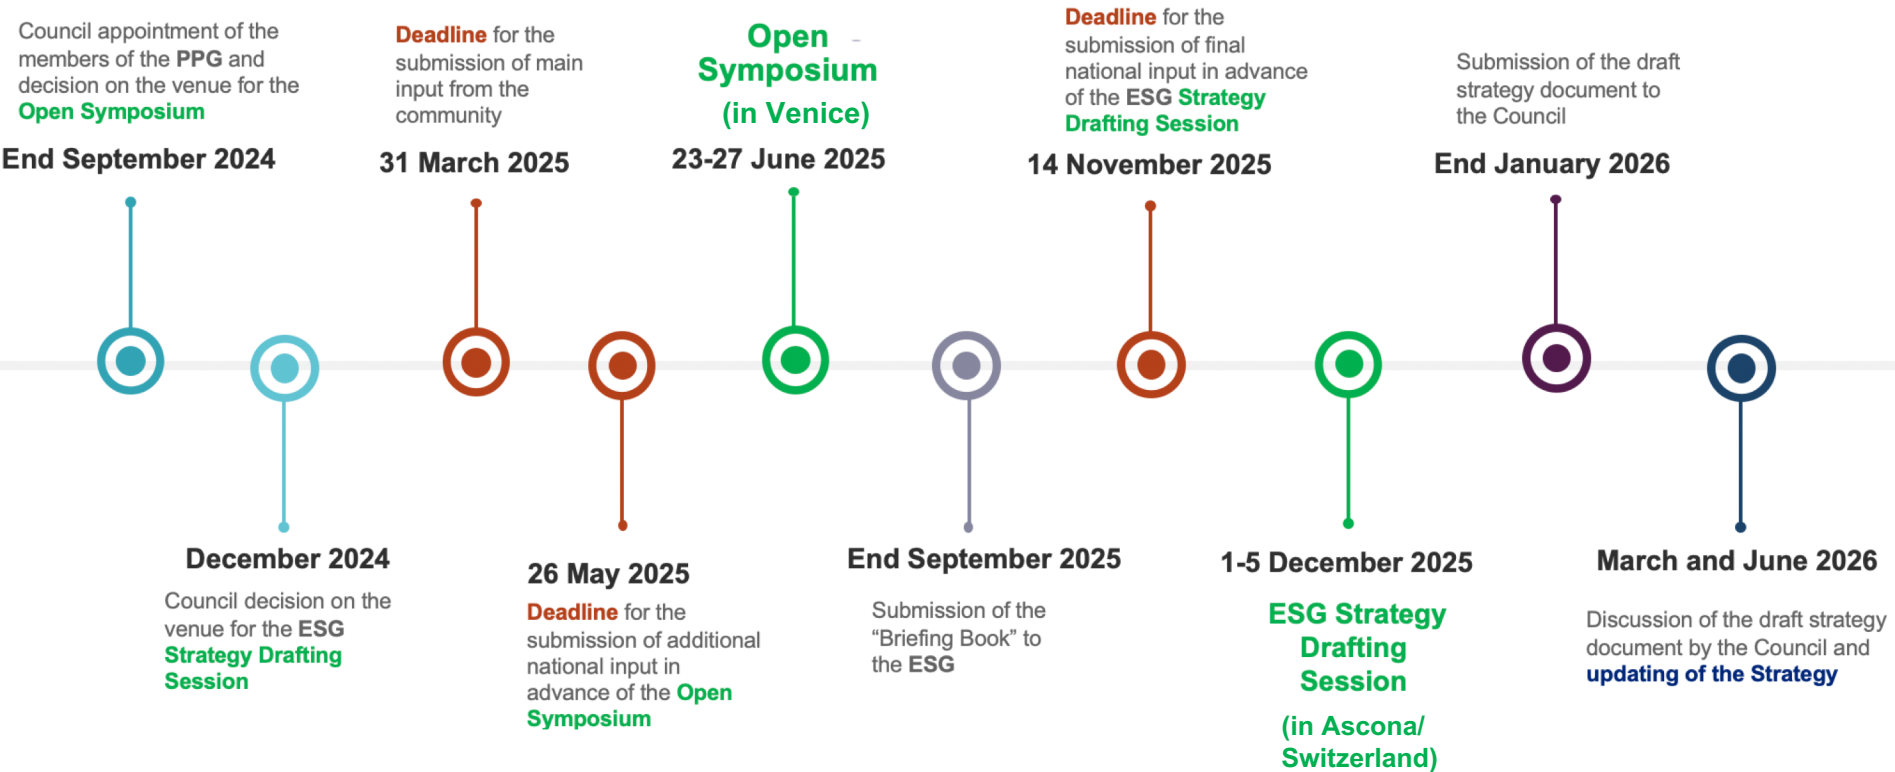 Council appointment of the
members of the PPG and
decision on the venue for the
Open Symposium
End September 2024
Deadline for the
submission of main
input from the
community
31 March 2025
Open
Symposium
(in Venice)
23-27 June 2025
Deadline for the
submission of final
national input in advance
of the ESG Strategy
Drafting Session
14 November 2025
Submission of the draft
strategy document to
the Council
End January 2026
December 2024
Council decision on the
venue for the ESG
Strategy Drafting
Session
26 May 2025
Deadline for the
submission of additional
national input in
advance of the Open
Symposium
End September 2025
Submission of the
“Briefing Book” to
the ESG
1-5 December 2025
ESG Strategy
Drafting
Session
(in Ascona/
Switzerland)
March and June 2026
Discussion of the draft strategy
document by the Council and
updating of the Strategy